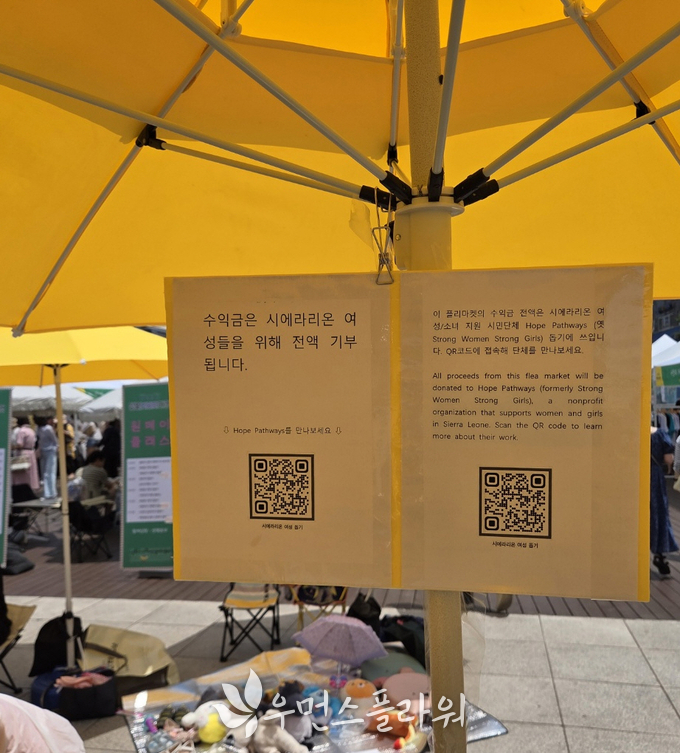 수익금은 시에라리온 여
성들을 위해 전액 기부
됩니다.
⇩ Hope Pathways를 만나보세요 ⇩
시에라리온 여성 돕기
이 플리마켓의 수익금 전액은 시에라리온 여
성/소녀 지원 시민단체 Hope Pathways (옛
Strong Women Strong Girls) 돕기에 쓰입니
다. QR코드에 접속해 단체를 만나보세요.
All proceeds from this flea market will be
donated to Hope Pathways (formerly Strong
Women Strong Girls), a nonprofit
organization that supports women and girls
in Sierra Leone. Scan the QR code to learn
more about their work.
시에라리온 여성 돕기
원헤이
플래스
우먼스플라워